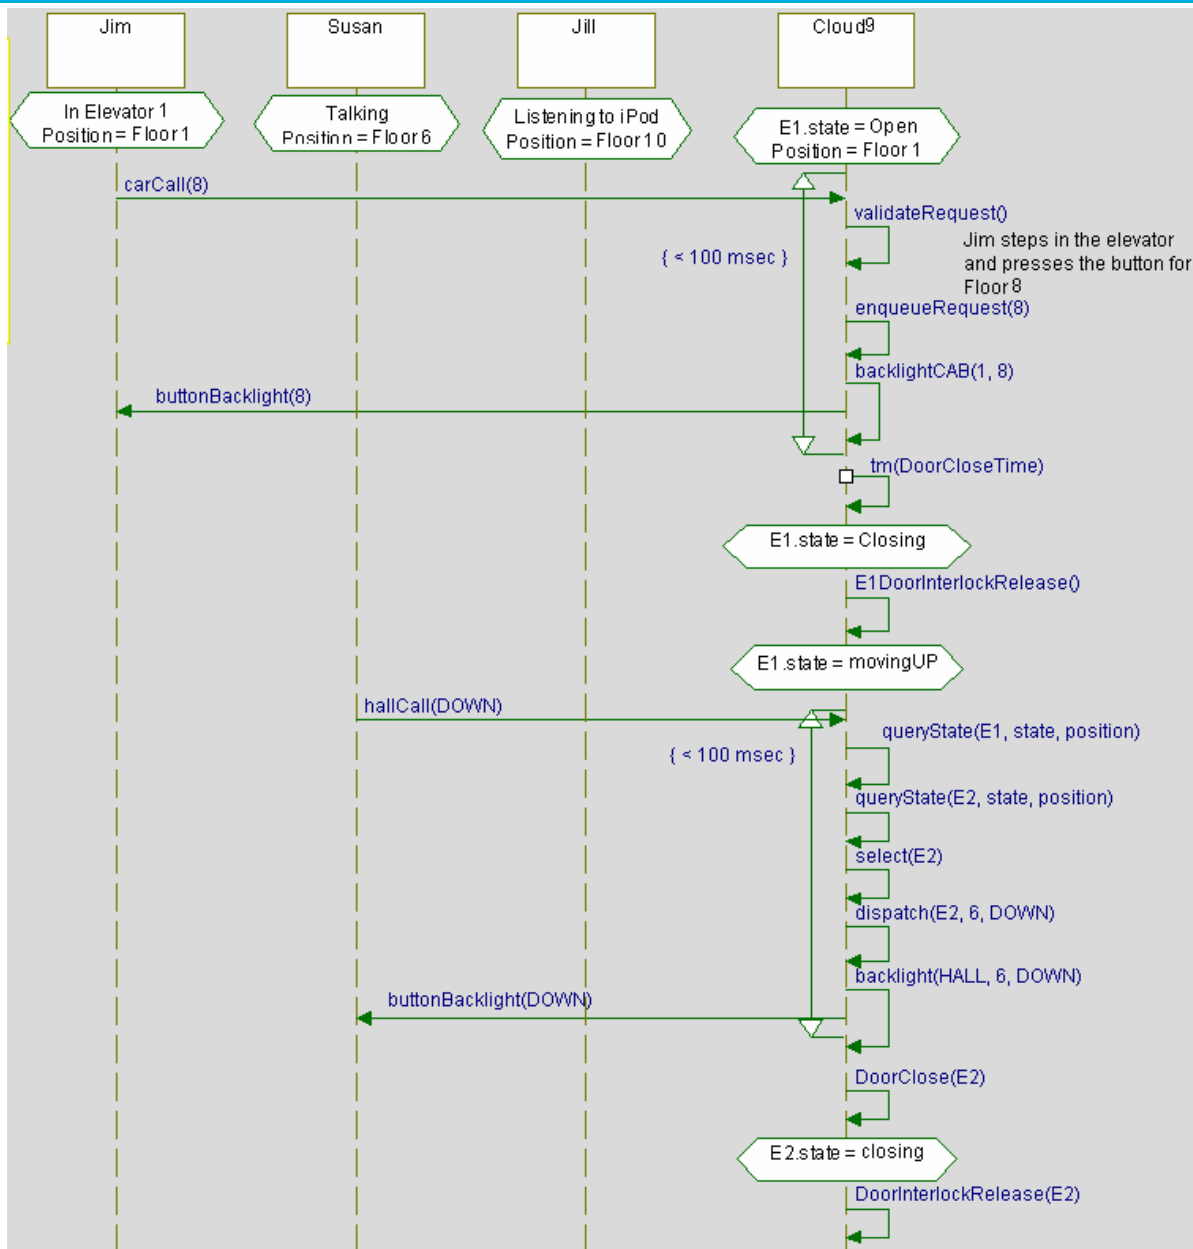 Jim
Susan
Jill
Cloud9
In Elevator 1
Position = Floor 1
Talking
Position = Floor 6
Listening to iPod
Position = Floor 10
E1.state = Open
Position = Floor 1
carCall(8)
validateRequest()
{ < 100 msec }
Jim steps in the elevator
and presses the button for
Floor 8
enqueueRequest(8)
backlightCAB(1, 8)
buttonBacklight(8)
tm(DoorCloseTime)
E1.state = Closing
E1DoorInterlockRelease()
E1.state = movingUP
hallCall(DOWN)
queryState(E1, state, position)
{ < 100 msec }
queryState(E2, state, position)
select(E2)
dispatch(E2, 6, DOWN)
backlight(HALL, 6, DOWN)
buttonBacklight(DOWN)
DoorClose(E2)
E2.state = closing
DoorInterlockRelease(E2)